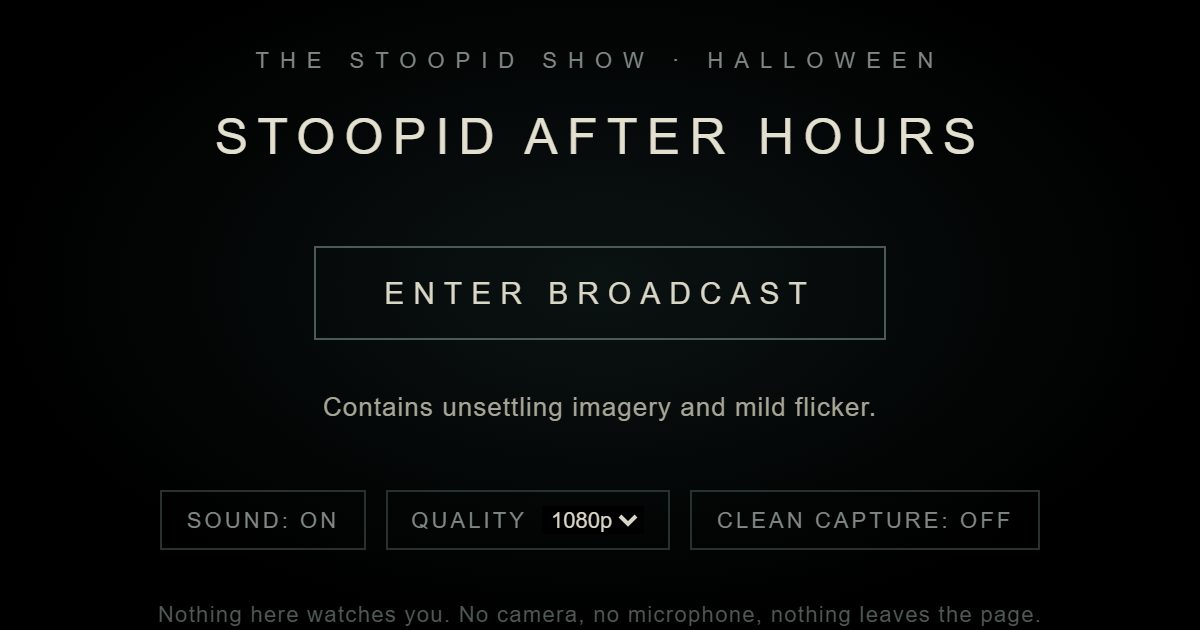 THE STOOPID SHOW · HALLOWEEN
STOOPID AFTER HOURS
ENTER BROADCAST
Contains unsettling imagery and mild flicker.
SOUND: ON
QUALITY 1080p
CLEAN CAPTURE: OFF
Nothing here watches you. No camera, no microphone, nothing leaves the page.